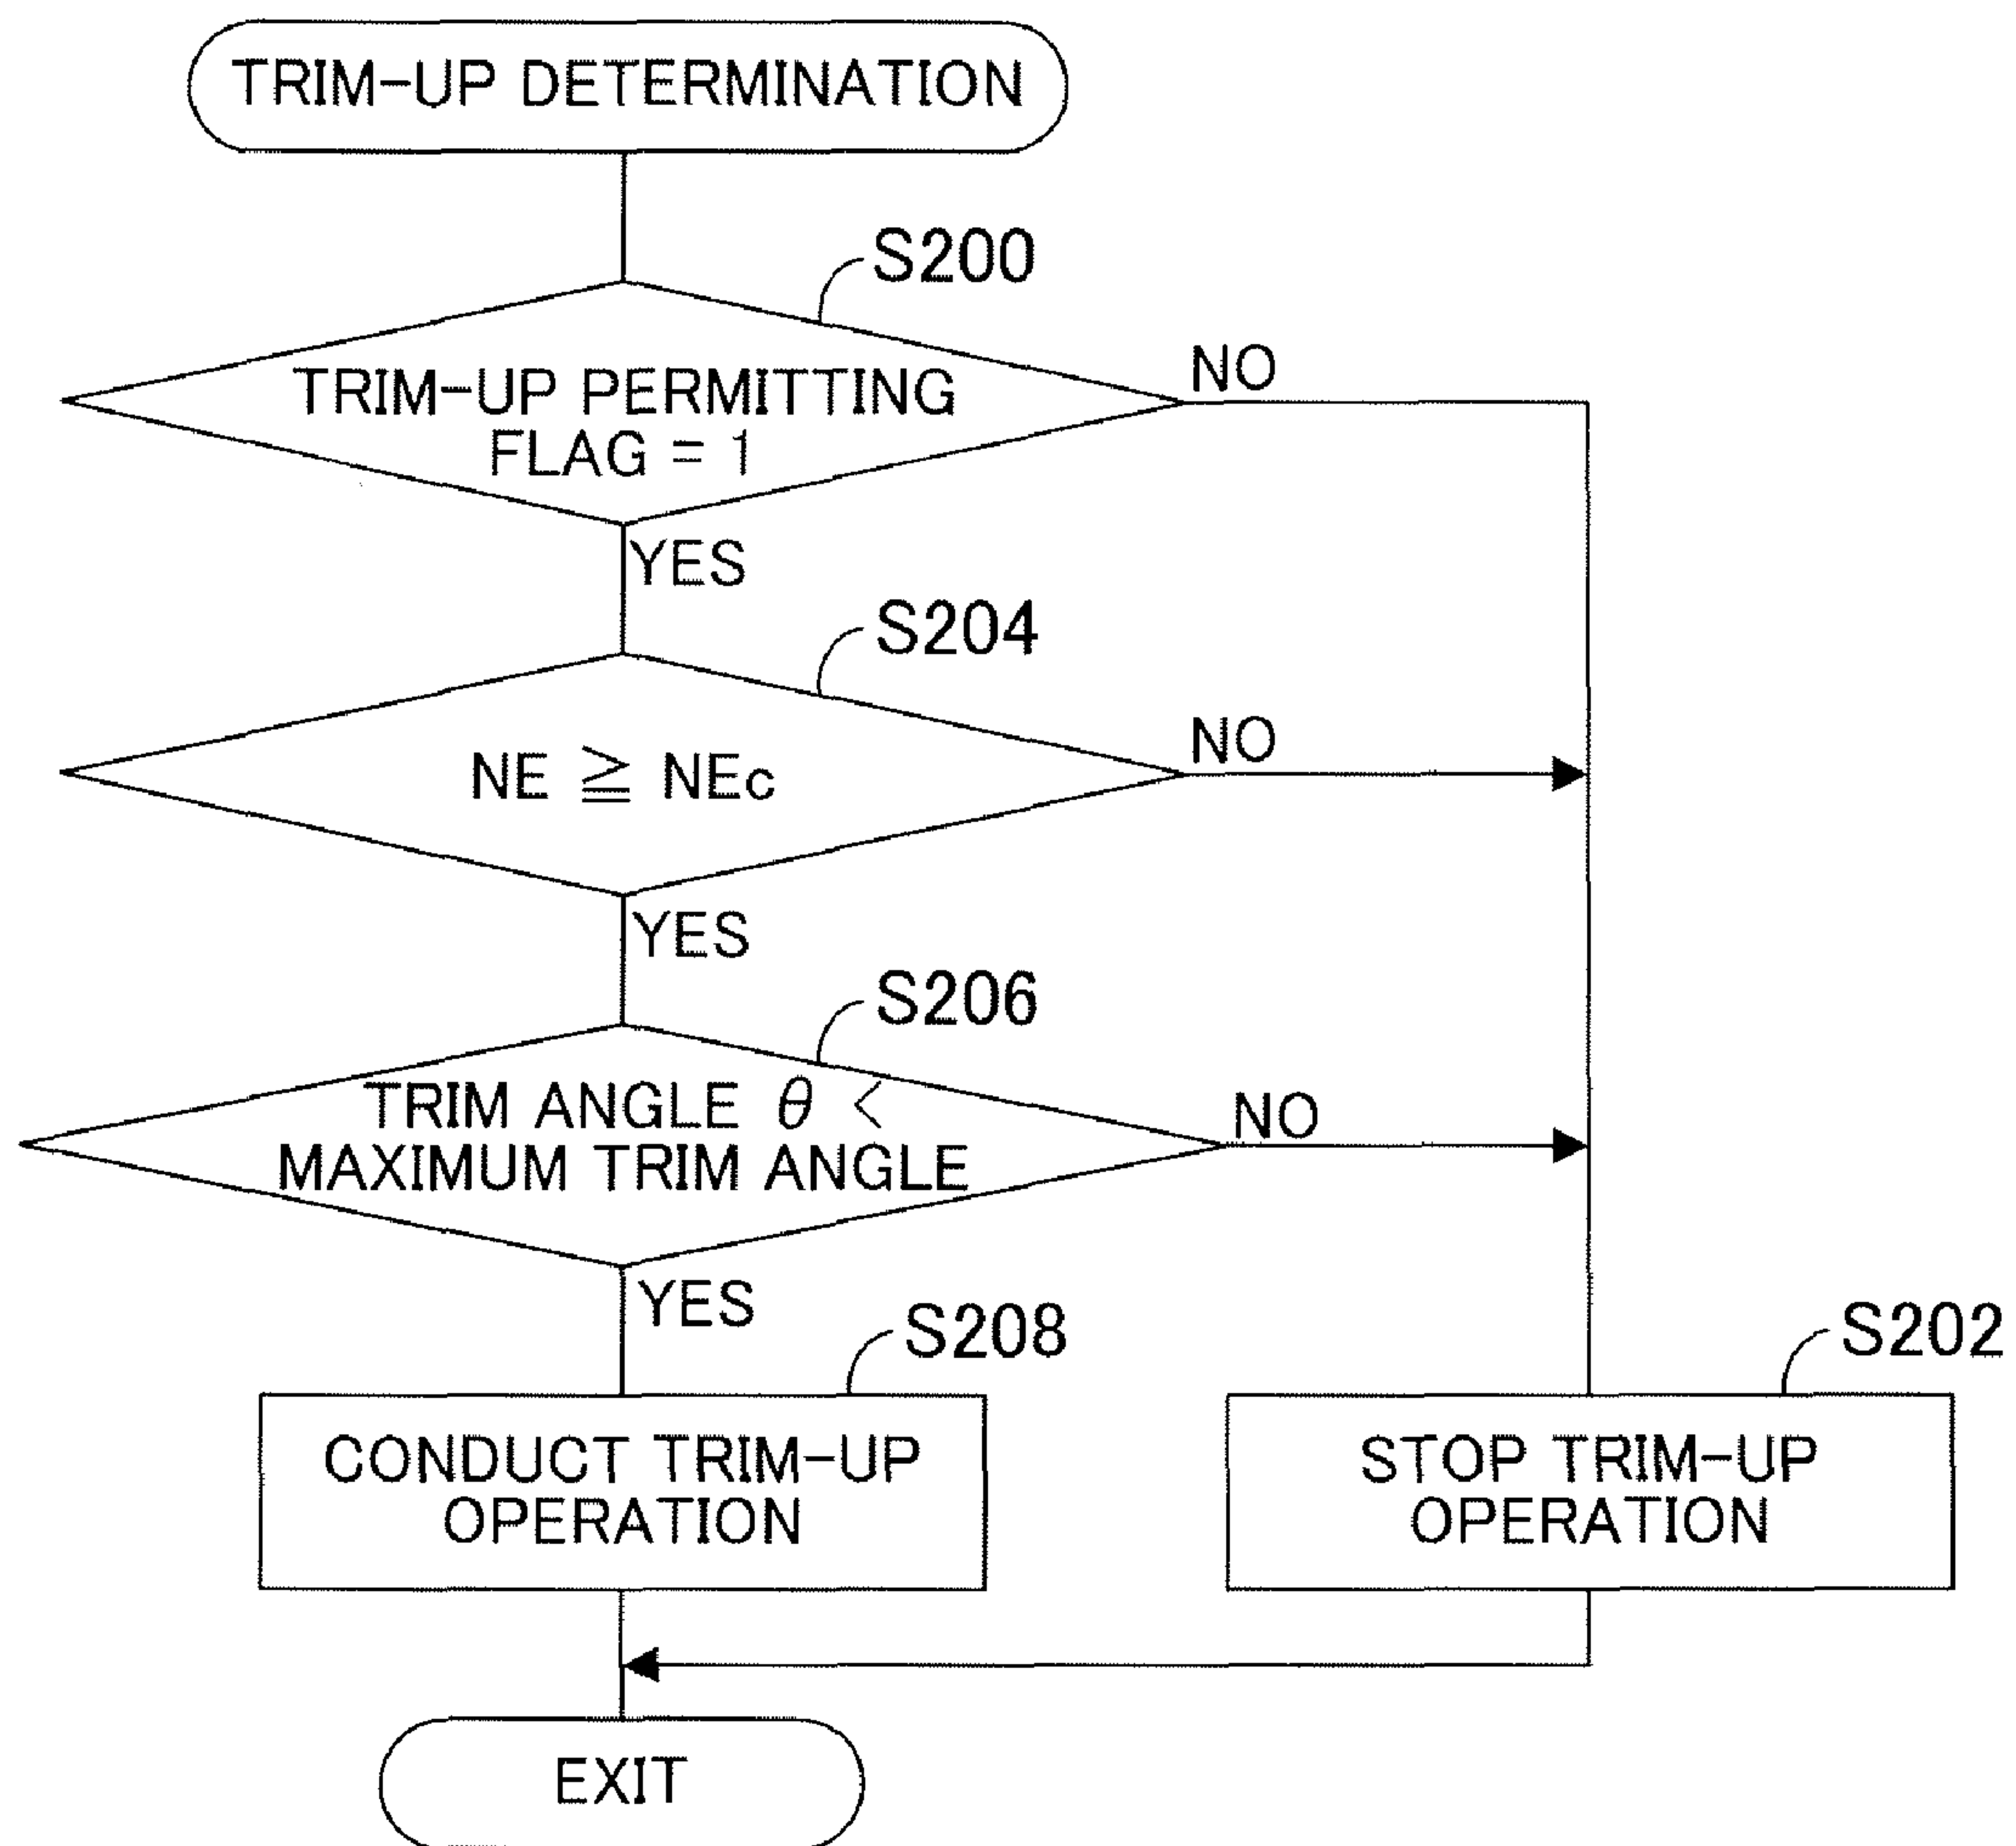 TRIM-UP DETERMINATION
S200
TRIM-UP PERMITTING
FLAG = 1
NO
YES
S204
NE ≧ NEc
NO
YES
S206
TRIM ANGLE θ <
MAXIMUM TRIM ANGLE
NO
YES
S208
CONDUCT TRIM-UP
OPERATION
S202
STOP TRIM-UP
OPERATION
EXIT